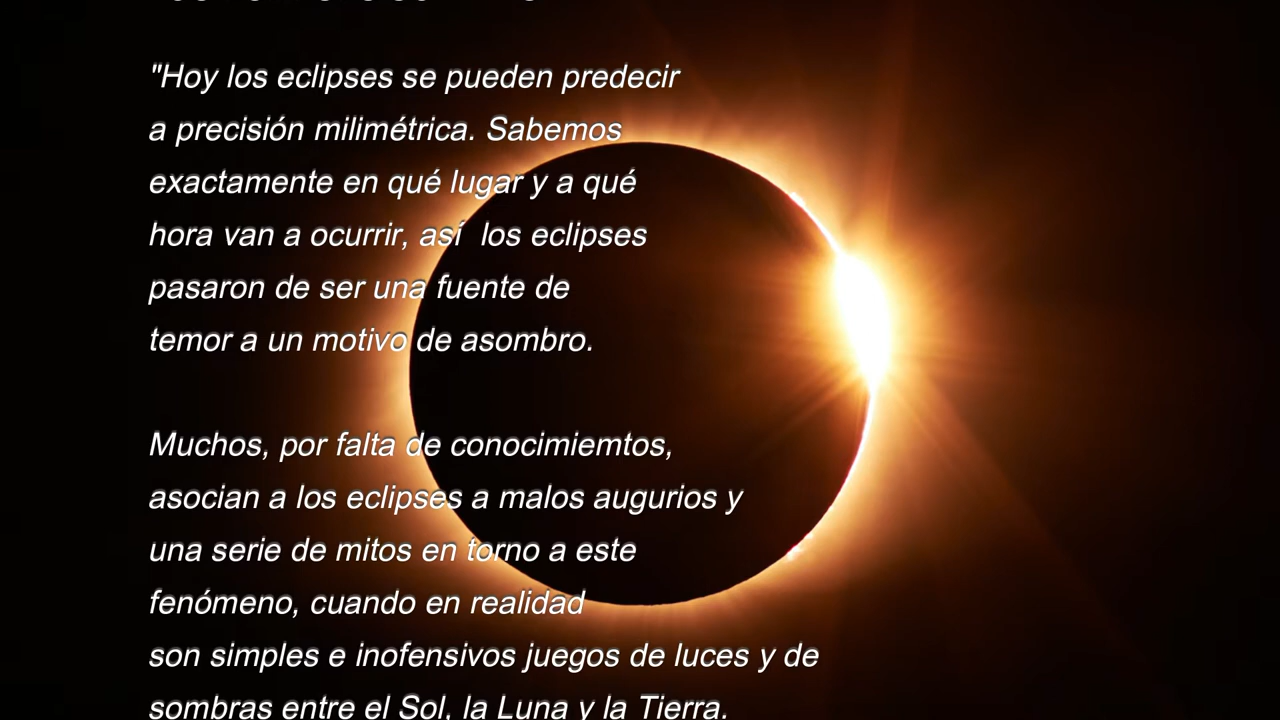 "Hoy los eclipses se pueden predecir
a precisión milimétrica. Sabemos
exactamente en qué lugar y a qué
hora van a ocurrir, así  los eclipses
pasaron de ser una fuente de
temor a un motivo de asombro.
Muchos, por falta de conocimiemtos,
asocian a los eclipses a malos augurios y
una serie de mitos en torno a este
fenómeno, cuando en realidad
son simples e inofensivos juegos de luces y de
sombras entre el Sol, la Luna y la Tierra.